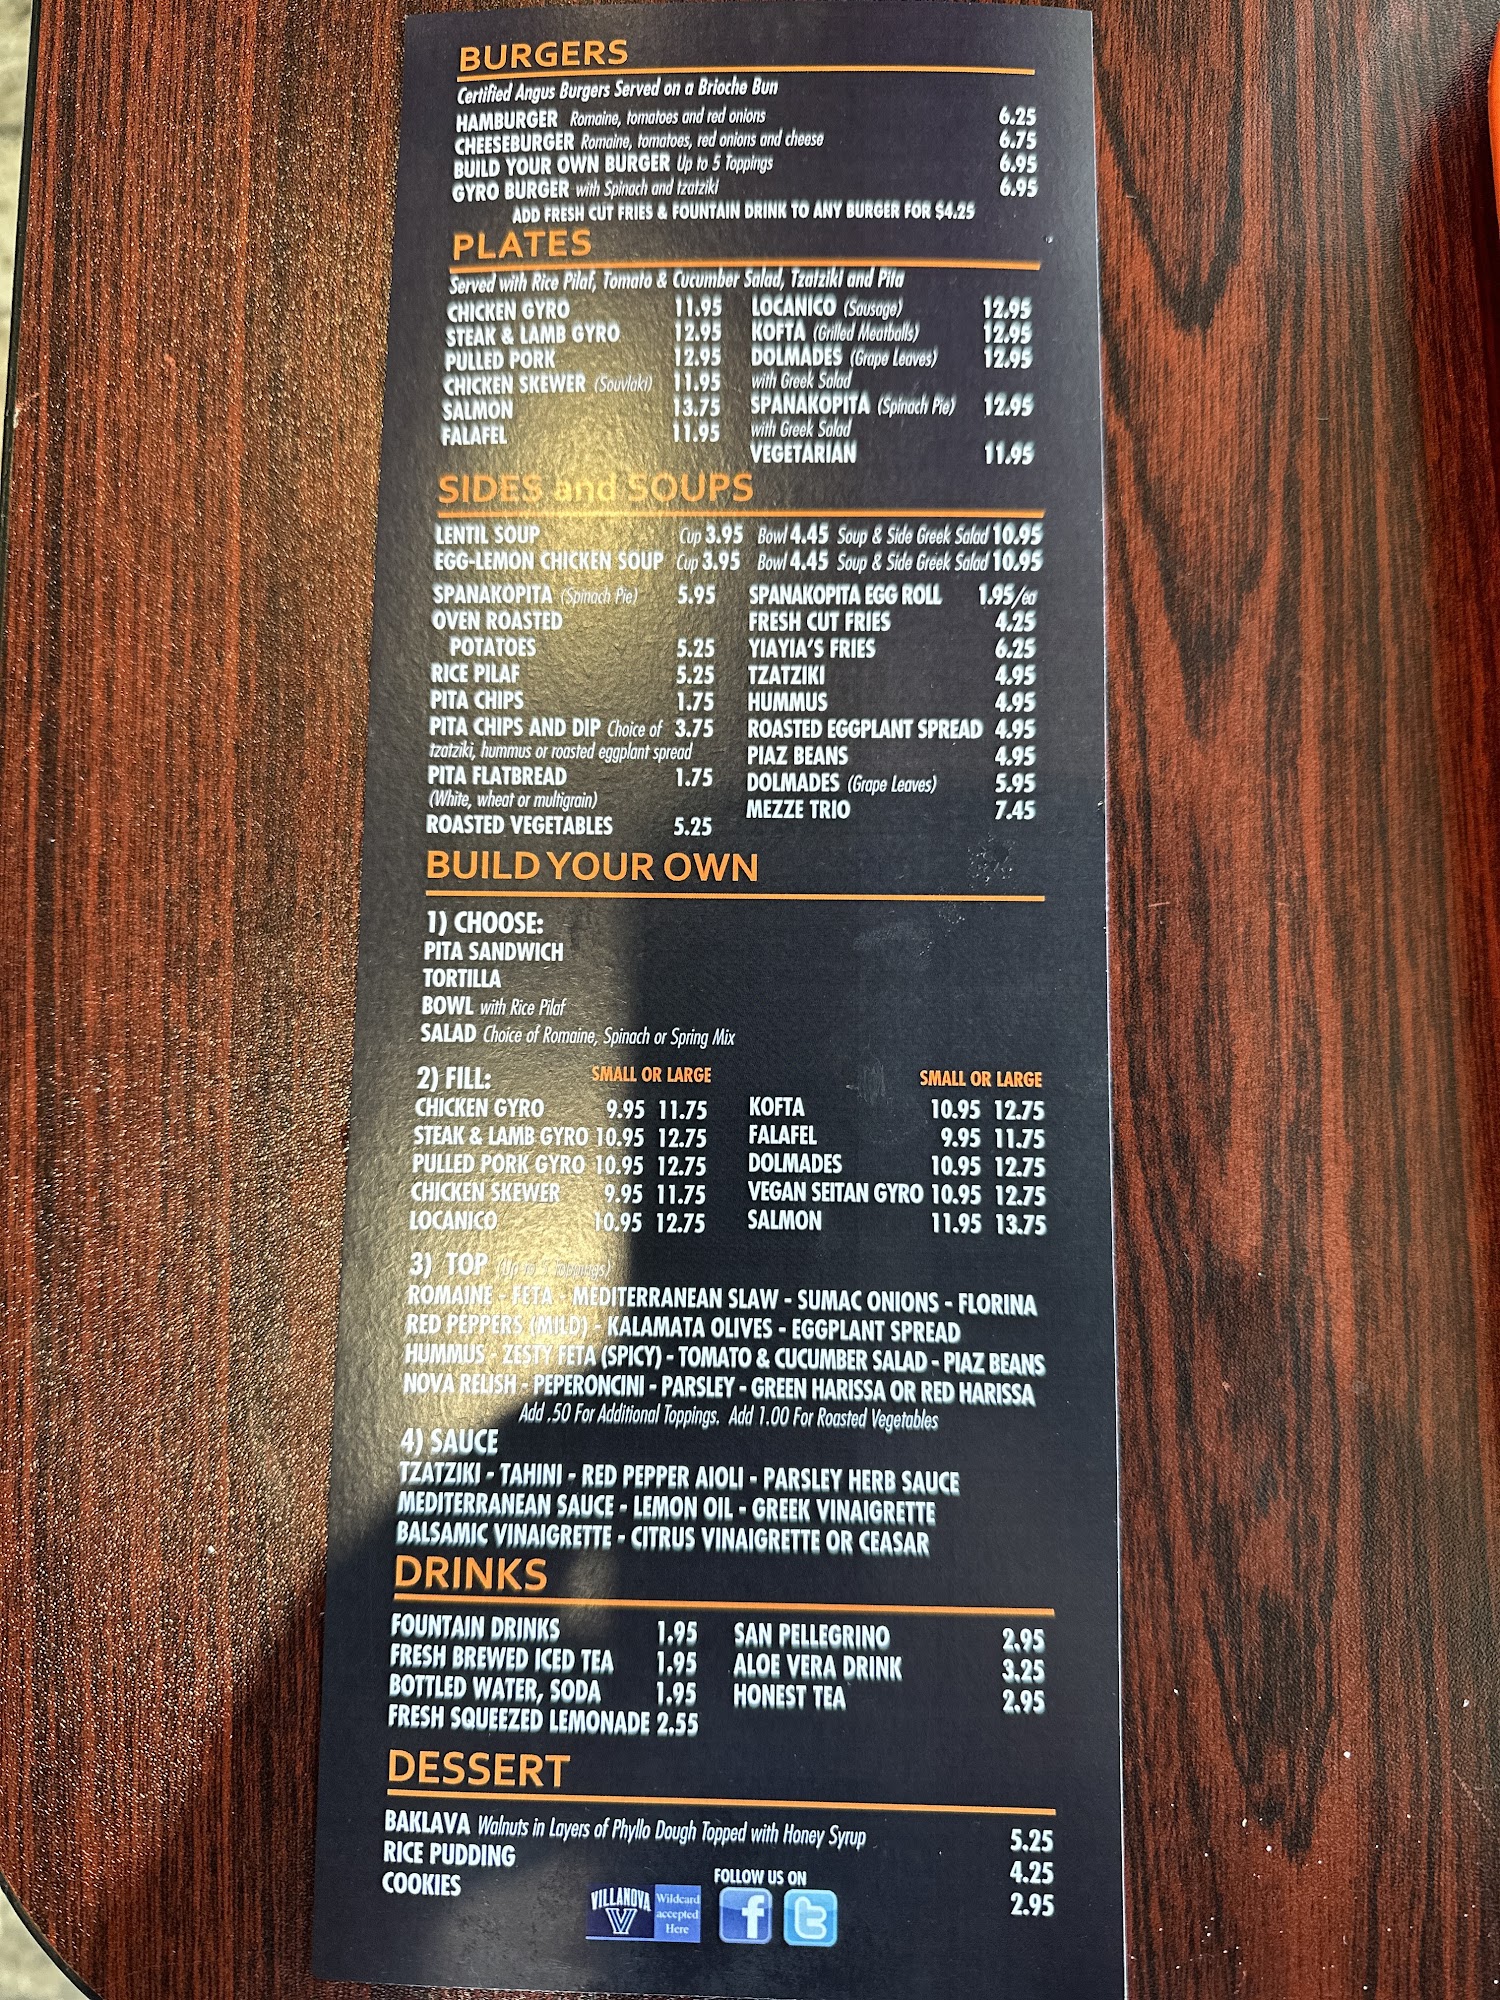 BURGERS
Certified Angus Burgers Served on a Brioche Bun
HAMBURGER Romaine, tomatoes and red onions 6.25
CHEESEBURGER Romaine, tomatoes, red onions and cheese 6.75
BUILD YOUR OWN BURGER Up to 5 Toppings 6.95
GYRO BURGER with Spinach and tzatziki 6.95
ADD FRESH CUT FRIES & FOUNTAIN DRINK TO ANY BURGER FOR $4.25
PLATES
Served with Rice Pilaf, Tomato & Cucumber Salad, Tzatziki and Pita
CHICKEN GYRO 11.95
STEAK & LAMB GYRO 12.95
PULLED PORK 12.95
CHICKEN SKEWER (Souvlaki) 11.95
SALMON 13.75
FALAFEL 11.95
LOCANICO (Sausage) 12.95
KOFTA (Grilled Meatballs) 12.95
DOLMADES (Grape Leaves) 12.95
with Greek Salad
SPANAKOPITA (Spinach Pie) 12.95
with Greek Salad
VEGETARIAN 11.95
SIDES and SOUPS
LENTIL SOUP Cup 3.95 Bowl 4.45 Soup & Side Greek Salad 10.95
EGG-LEMON CHICKEN SOUP Cup 3.95 Bowl 4.45 Soup & Side Greek Salad 10.95
SPANAKOPITA (Spinach Pie) 5.95
OVEN ROASTED
POTATOES 5.25
RICE PILAF 5.25
PITA CHIPS 1.75
PITA CHIPS AND DIP Choice of 3.75
tzatziki, hummus or roasted eggplant spread
PITA FLATBREAD 1.75
(White, wheat or multigrain)
ROASTED VEGETABLES 5.25
SPANAKOPITA EGG ROLL 1.95/ea
FRESH CUT FRIES 4.25
YIAYIA'S FRIES 6.25
TZATZIKI 4.95
HUMMUS 4.95
ROASTED EGGPLANT SPREAD 4.95
PIAZ BEANS 4.95
DOLMADES (Grape Leaves) 5.95
MEZZE TRIO 7.45
BUILD YOUR OWN
1) CHOOSE:
PITA SANDWICH
TORTILLA
BOWL with Rice Pilaf
SALAD Choice of Romaine, Spinach or Spring Mix
2) FILL: SMALL OR LARGE
CHICKEN GYRO 9.95 11.75
STEAK & LAMB GYRO 10.95 12.75
PULLED PORK GYRO 10.95 12.75
CHICKEN SKEWER 9.95 11.75
LOCANICO 10.95 12.75
SMALL OR LARGE
KOFTA 10.95 12.75
FALAFEL 9.95 11.75
DOLMADES 10.95 12.75
VEGAN SEITAN GYRO 10.95 12.75
SALMON 11.95 13.75
3) TOP
ROMAINE - FETA - MEDITERRANEAN SLAW - SUMAC ONIONS - FLORINA
RED PEPPERS (MILD) - KALAMATA OLIVES - EGGPLANT SPREAD
HUMMUS - ZESTY FETA (SPICY) - TOMATO & CUCUMBER SALAD - PIAZ BEANS
NOVA RELISH - PEPERONCINI - PARSLEY - GREEN HARISSA OR RED HARISSA
Add .50 For Additional Toppings. Add 1.00 For Roasted Vegetables
4) SAUCE
TZATZIKI - TAHINI - RED PEPPER AIOLI - PARSLEY HERB SAUCE
MEDITERRANEAN SAUCE - LEMON OIL - GREEK VINAIGRETTE
BALSAMIC VINAIGRETTE - CITRUS VINAIGRETTE OR CEASAR
DRINKS
FOUNTAIN DRINKS 1.95
FRESH BREWED ICED TEA 1.95
BOTTLED WATER, SODA 1.95
FRESH SQUEEZED LEMONADE 2.55
SAN PELLEGRINO 2.95
ALOE VERA DRINK 3.25
HONEST TEA 2.95
DESSERT
BAKLAVA Walnuts in Layers of Phyllo Dough Topped with Honey Syrup 5.25
RICE PUDDING 4.25
COOKIES 2.95
FOLLOW US ON
VILLANOVA
V
Wildcard
accepted
Here
f
t